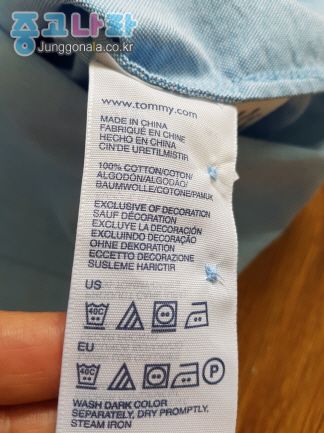 중고나라
Junggonala.co.kr
www.tommy.com
MADE IN CHINA
FABRIQUÉ EN CHINE
HECHO EN CHINA
CIN'DE URETILMISTIR
100% COTTON/COTON/
ALGODÓN/ALGODÃO/
BAUMWOLLE/COTONE/PAMUK
EXCLUSIVE OF DECORATION
SAUF DÉCORATION
EXCLUYE LA DECORACIÓN
EXCLUINDO DECORAÇÃO
OHNE DEKORATION
ECCETTO DECORAZIONE
SUSLEME HARICTIR
US
40C
EU
40C
P
WASH DARK COLOR
SEPARATELY, DRY PROMPTLY,
STEAM IRON